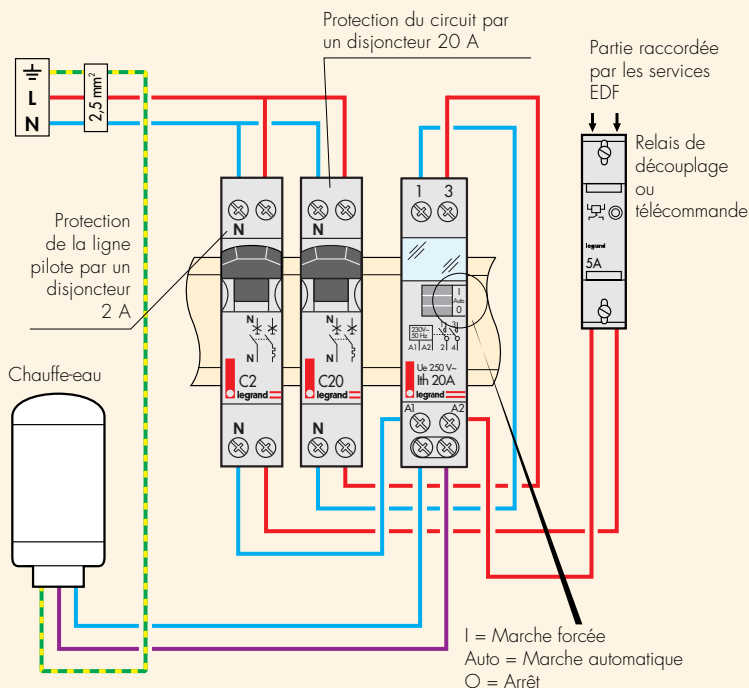 Protection du circuit par
un disjoncteur 20 A
Partie raccordée
par les services
EDF
L
N
2,5 mm²
Relais de
découplage
ou
télécommande
Protection
de la ligne
pilote par un
disjoncteur
2 A
N
N
1 3
I
Auto
0
legrand
5A
N
N
N
N
230V~
50 Hz
A1 A2 2 4
C2
legrand
C20
legrand
Ue 250 V~
Ith 20A
legrand
N
N
A1 A2
Chauffe-eau
I = Marche forcée
Auto = Marche automatique
O = Arrêt